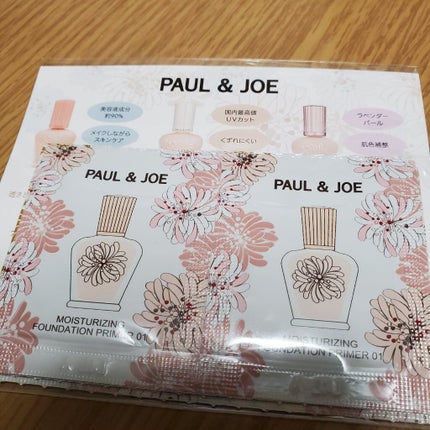 PAUL & JOE
美容液成分
約90%
メイクしながら
スキンケア
国内最高値
UVカット
くずれにくい
ラベンダー
パール
肌色補整
PAUL & JOE
MOISTURIZING
FOUNDATION PRIMER 01
PAUL & JOE
MOISTURIZING
FOUNDATION PRIMER 01